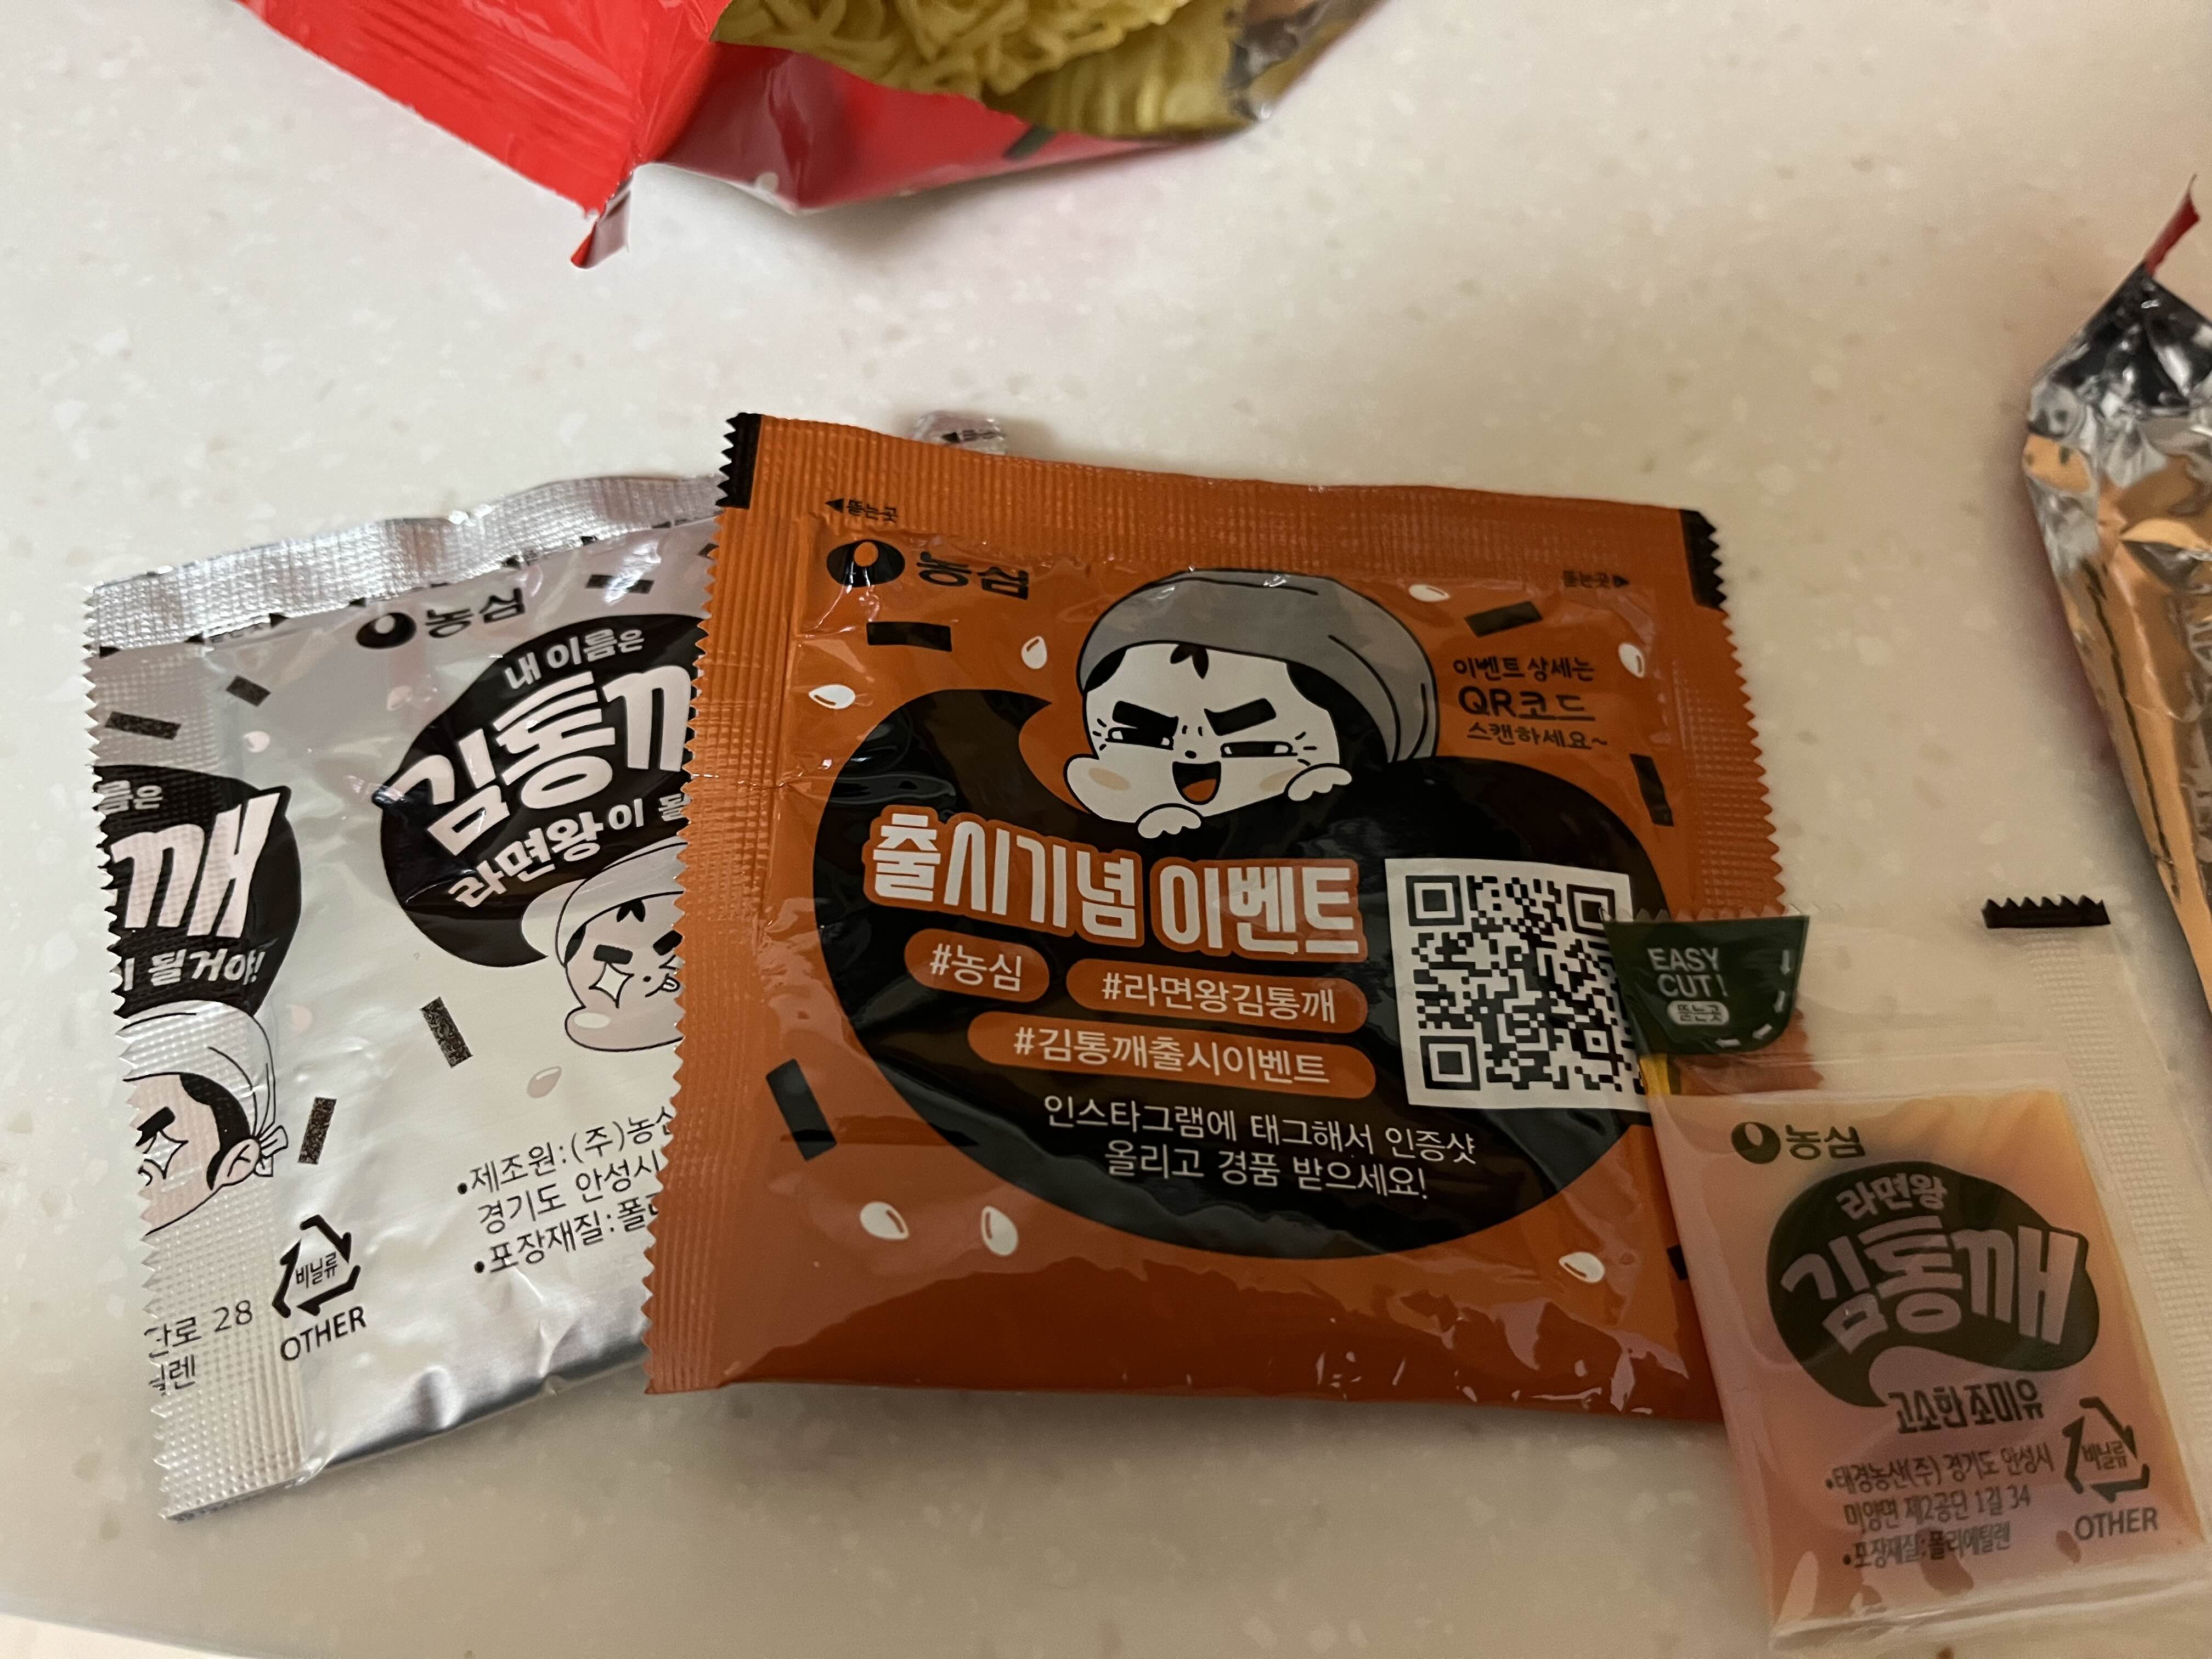 농심
내 이름은
김통깨
라면왕이 될
름은
깨
이 될거야!
•제조원:(주)농심
경기도 안성시
•포장재질:폴리
비닐류
OTHER
단로 28
틸렌
뜯는곳
농심
뜯는곳
이벤트 상세는
QR코드
스캔하세요~
출시기념 이벤트
#농심
#라면왕김통깨
#김통깨출시이벤트
인스타그램에 태그해서 인증샷
올리고 경품 받으세요!
EASY
CUT!
뜯는곳
농심
라면왕
김통깨
고소한조미유
•태경농산(주) 경기도 안성시
미양면 제2공단 1길 34
•포장재질:폴리에틸렌
비닐류
OTHER